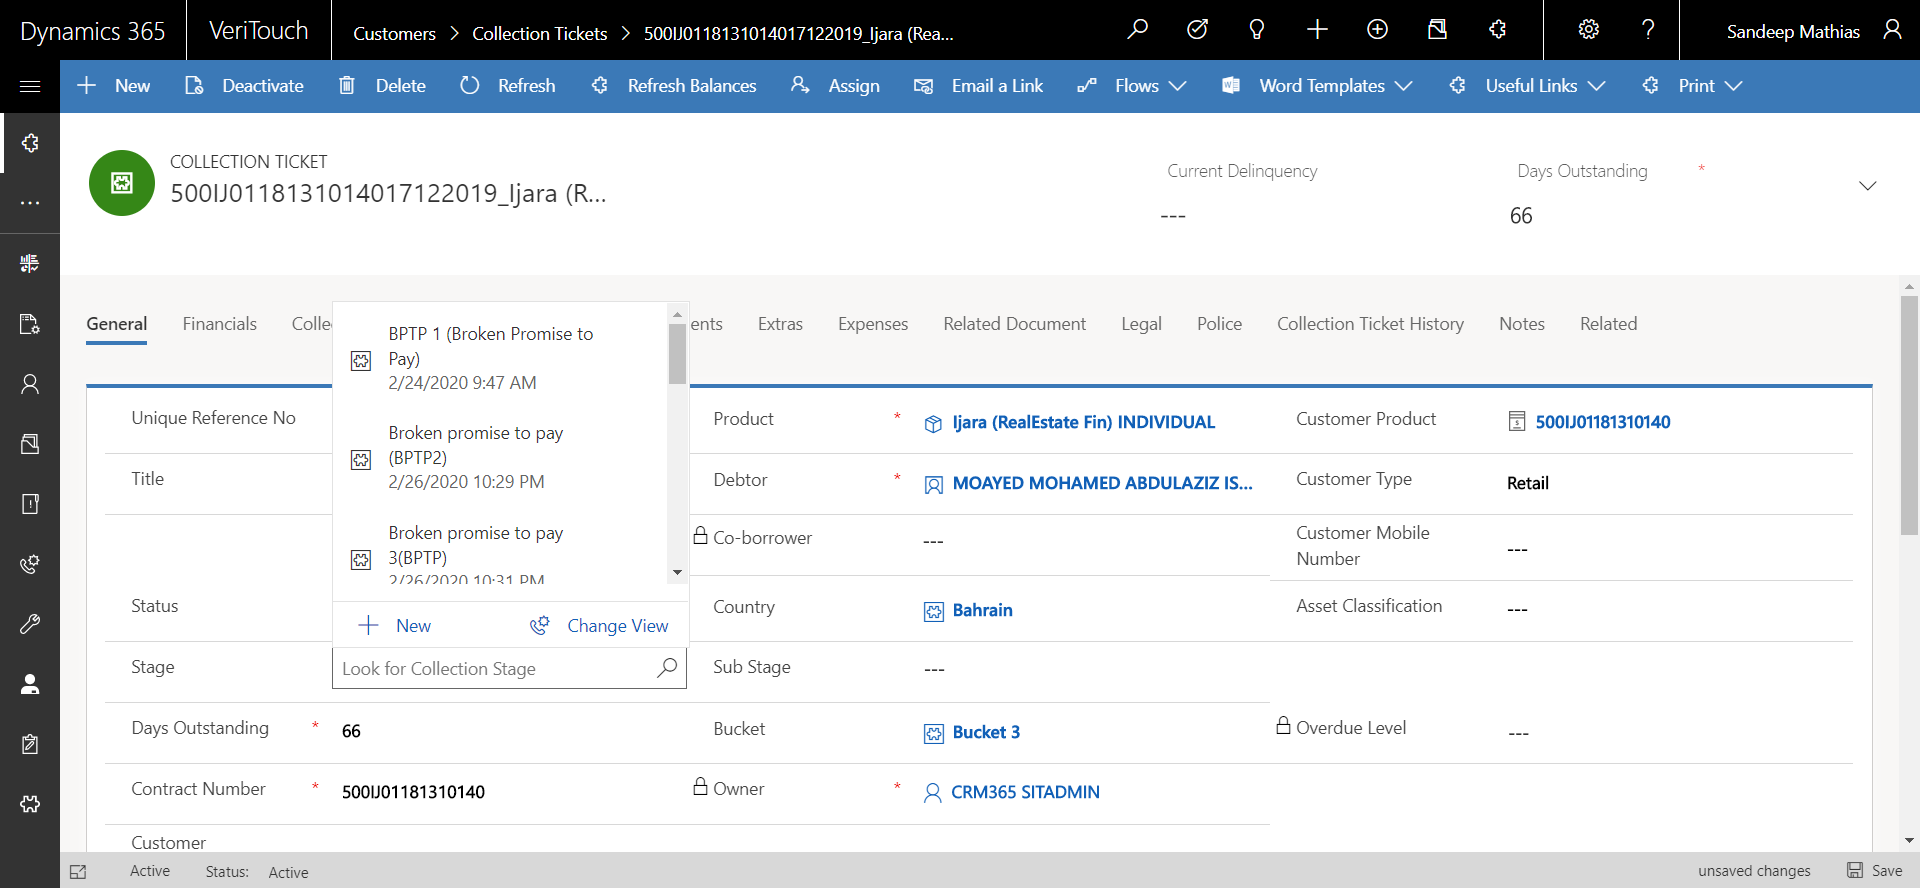 Dynamics 365
VeriTouch
Customers > Collection Tickets > 500IJ0118131014017122019_Ijara (Rea...
Sandeep Mathias
New
Deactivate
Delete
Refresh
Refresh Balances
Assign
Email a Link
Flows
Word Templates
Useful Links
Print
COLLECTION TICKET
500IJ0118131014017122019_Ijara (R...
Current Delinquency
---
Days Outstanding *
66
General
Financials
Colle
ents
Extras
Expenses
Related Document
Legal
Police
Collection Ticket History
Notes
Related
BPTP 1 (Broken Promise to
Pay)
2/24/2020 9:47 AM
Broken promise to pay
(BPTP2)
2/26/2020 10:29 PM
Broken promise to pay
3(BPTP)
2/26/2020 10:31 PM
New
Change View
Look for Collection Stage
Unique Reference No
Product *
Ijara (RealEstate Fin) INDIVIDUAL
Customer Product
500IJ01181310140
Title
Debtor *
MOAYED MOHAMED ABDULAZIZ IS...
Customer Type
Retail
Co-borrower
---
Customer Mobile
Number
---
Status
Country
Bahrain
Asset Classification
---
Stage
Sub Stage
---
Days Outstanding *
66
Bucket
Bucket 3
Overdue Level
---
Contract Number *
500IJ01181310140
Owner *
CRM365 SITADMIN
Customer
Active
Status:
Active
unsaved changes
Save